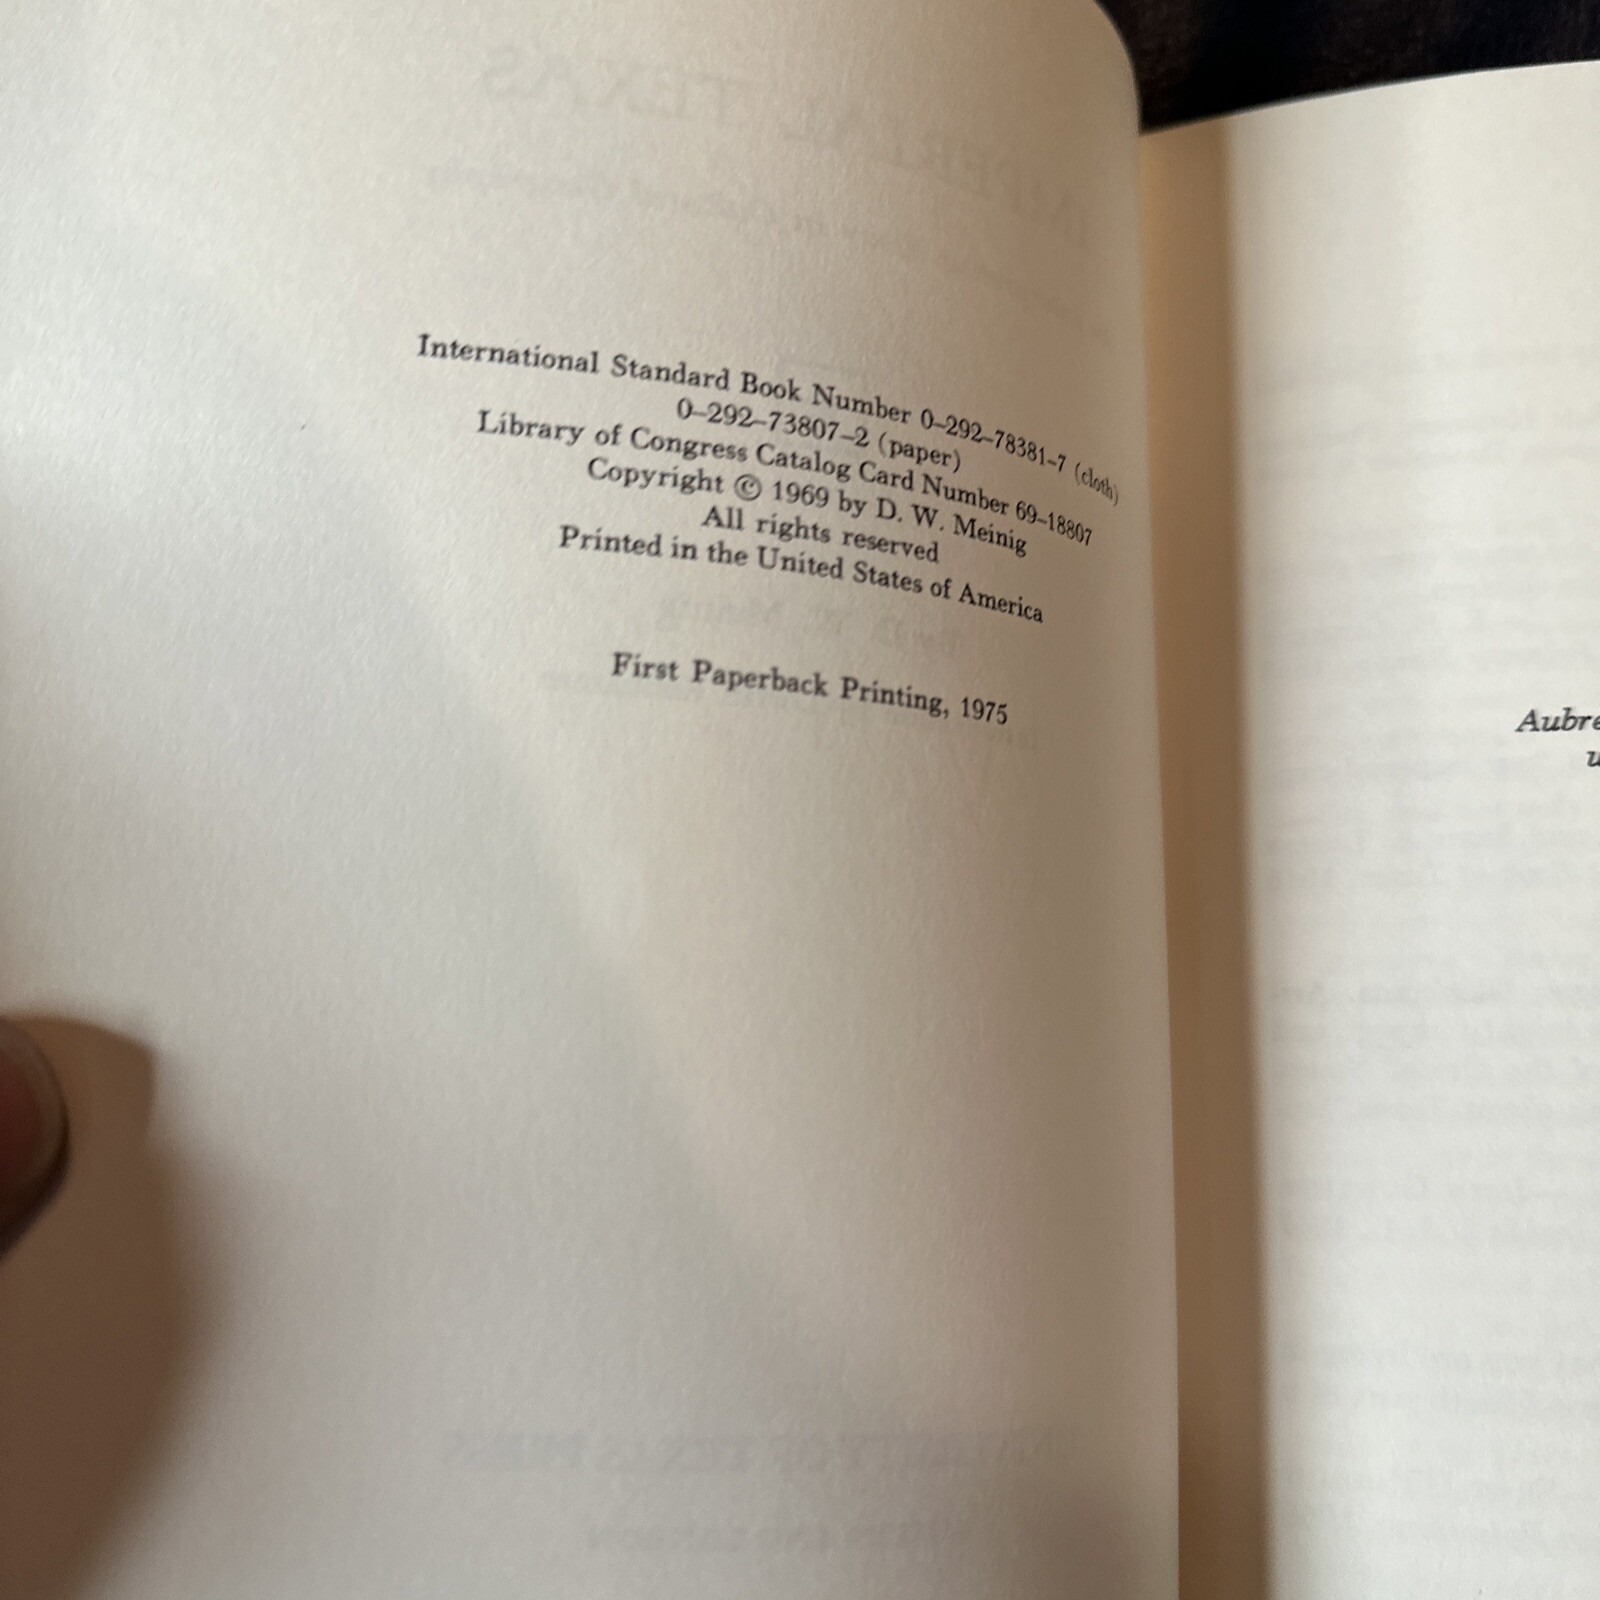 International Standard Book Number 0–292–78381–7 (cloth)
0–292–73807–2 (paper)
Library of Congress Catalog Card Number 69–18807
Copyright © 1969 by D. W. Meinig
All rights reserved
Printed in the United States of America
First Paperback Printing, 1975
Aubre
u